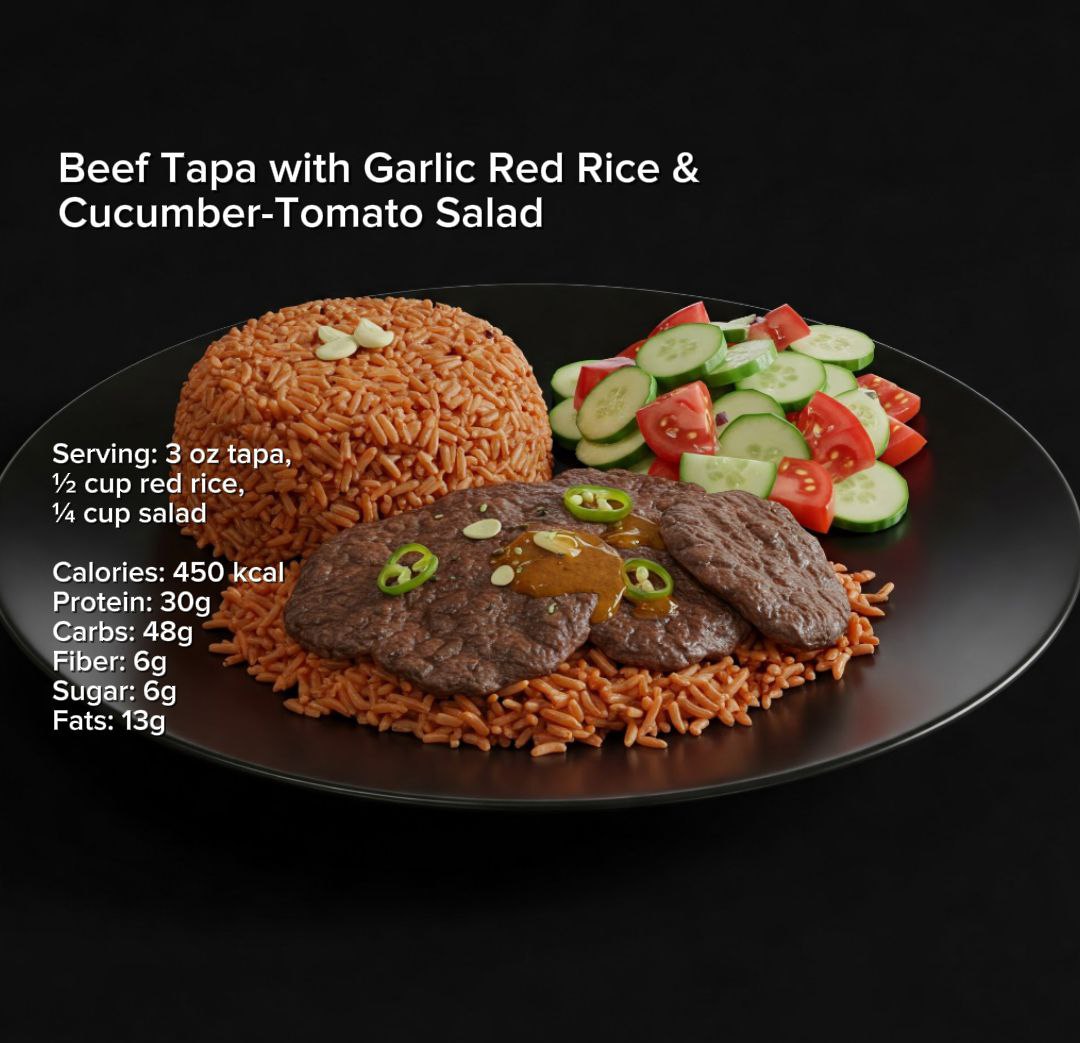 Beef Tapa with Garlic Red Rice &
Cucumber-Tomato Salad
Serving: 3 oz tapa,
½ cup red rice,
¼ cup salad
Calories: 450 kcal
Protein: 30g
Carbs: 48g
Fiber: 6g
Sugar: 6g
Fats: 13g